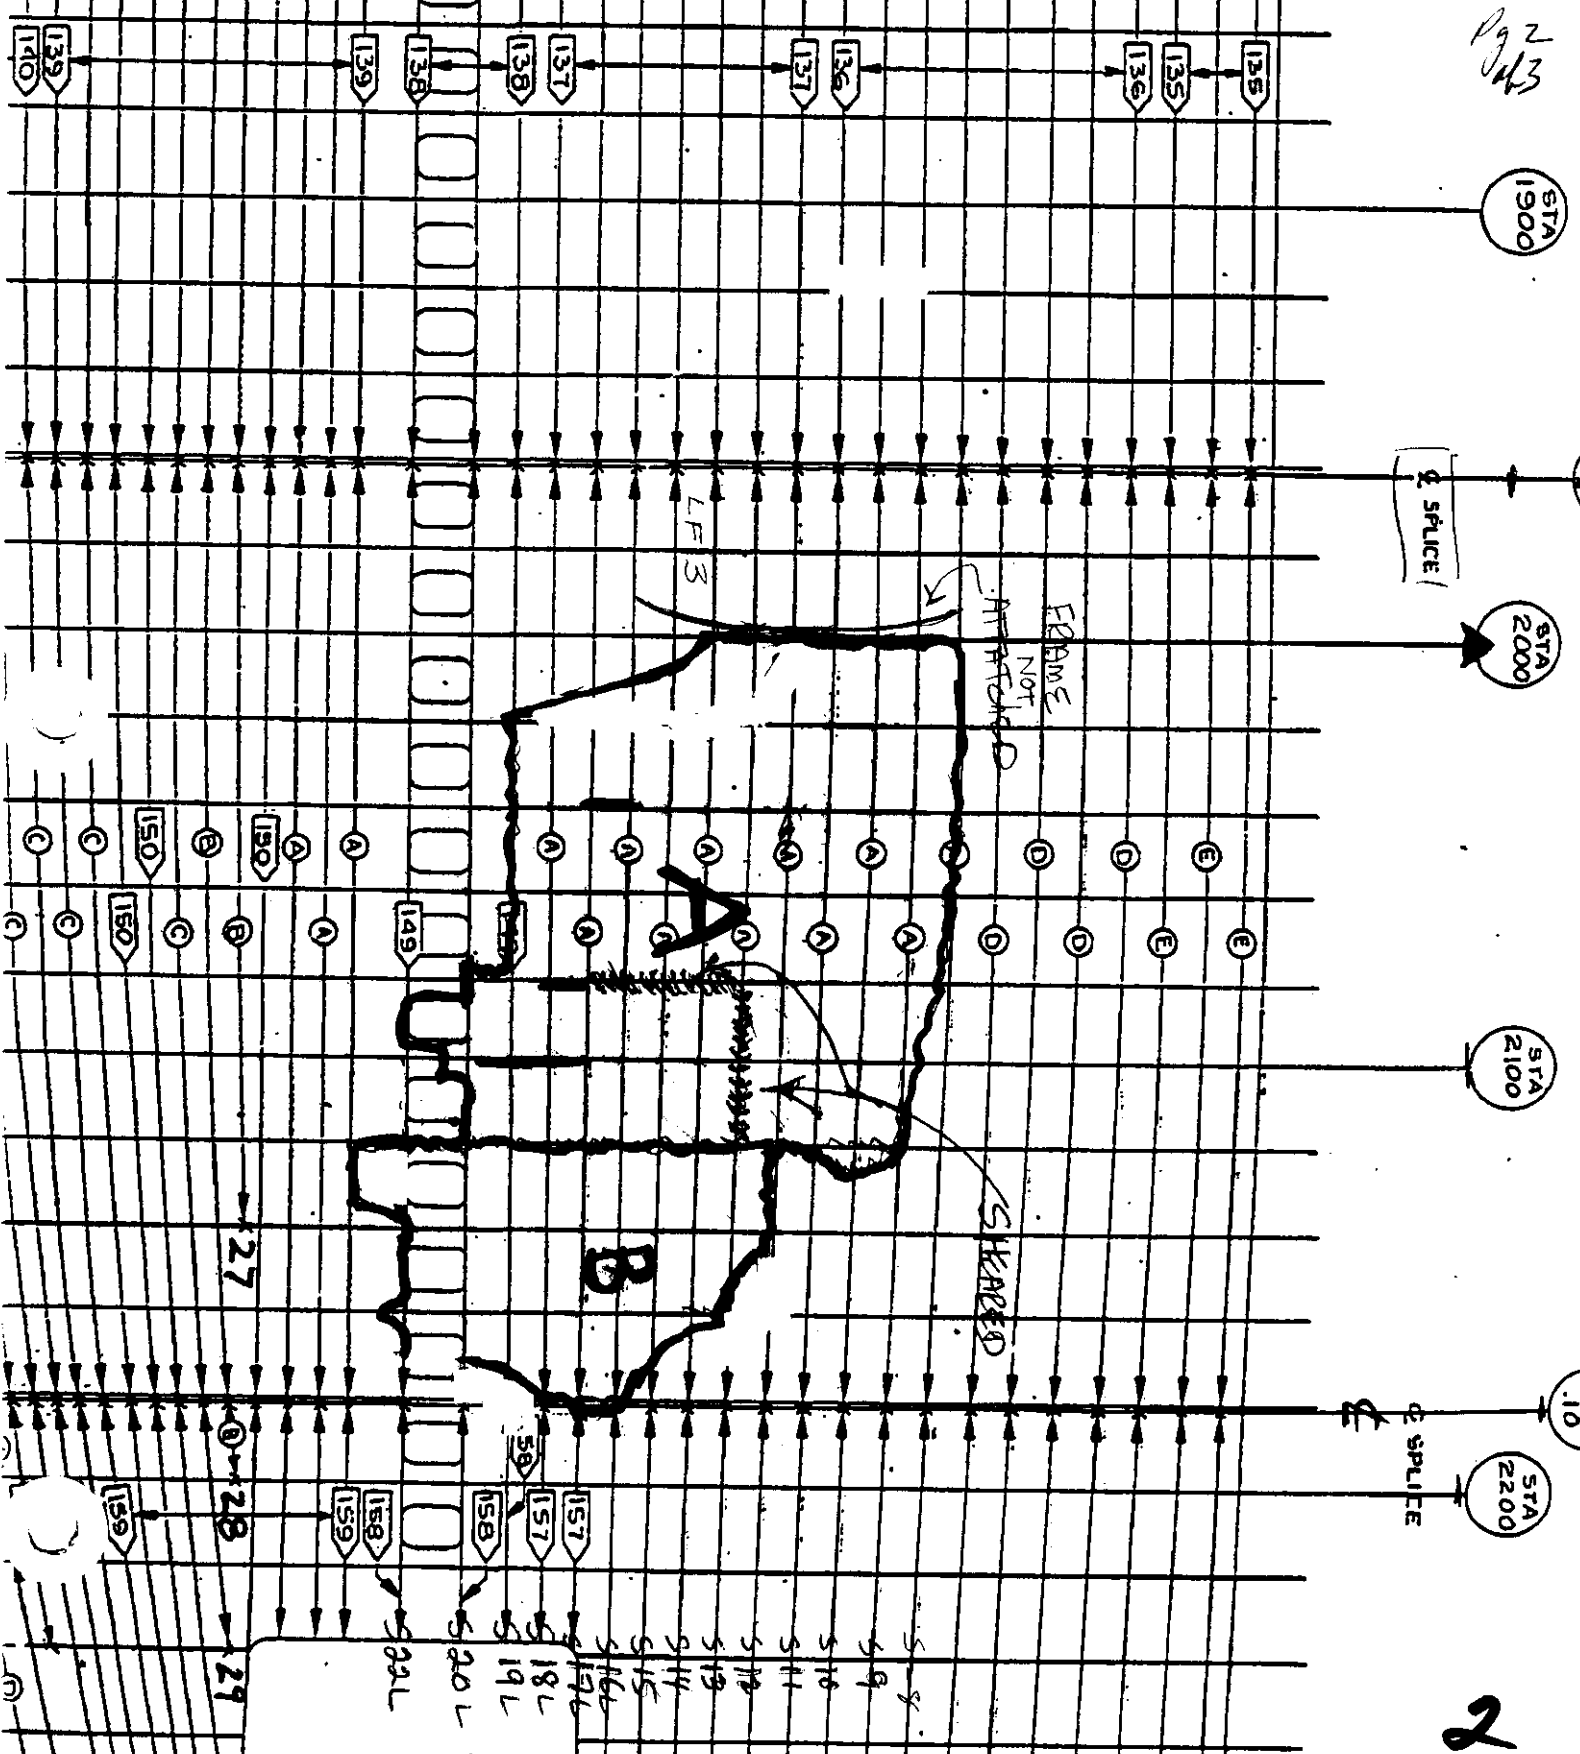 Pg 2
of 3
140
139
139
138
138
137
137
136
136
135
135
STA
1900
℄ SPLICE
LF 3
STA
2000
FRAME
NOT
ATTATCHED
C
C
150
B
150
A
A
A
A
A
A
A
D
D
E
C
C
150
C
B
A
149
A
A
A
A
D
D
E
E
A
STA
2100
SHEARED
27
B
.10
℄
℄ SPLICE
STA
2200
B
28
159
159
158
158
58
157
157
29
S22L
S20L
S19L
S18L
S17L
S16L
S15
S14
S13
S12
S11
S10
S9
S8
2